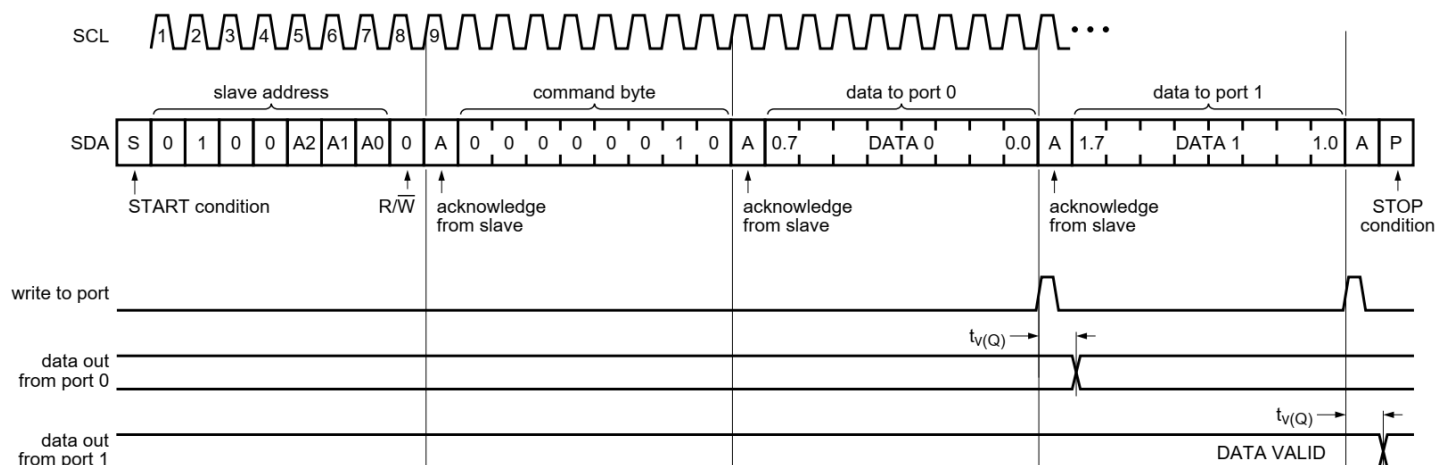 SCL 1 2 3 4 5 6 7 8 9 • • •
slave address command byte data to port 0 data to port 1
SDA S 0 1 0 0 A2 A1 A0 0 A 0 0 0 0 0 0 1 0 A 0.7 DATA 0 0.0 A 1.7 DATA 1 1.0 A P
START condition R/W̅ acknowledge acknowledge acknowledge STOP
from slave from slave from slave condition
write to port
tv(Q)
data out
from port 0
tv(Q)
data out
from port 1 DATA VALID